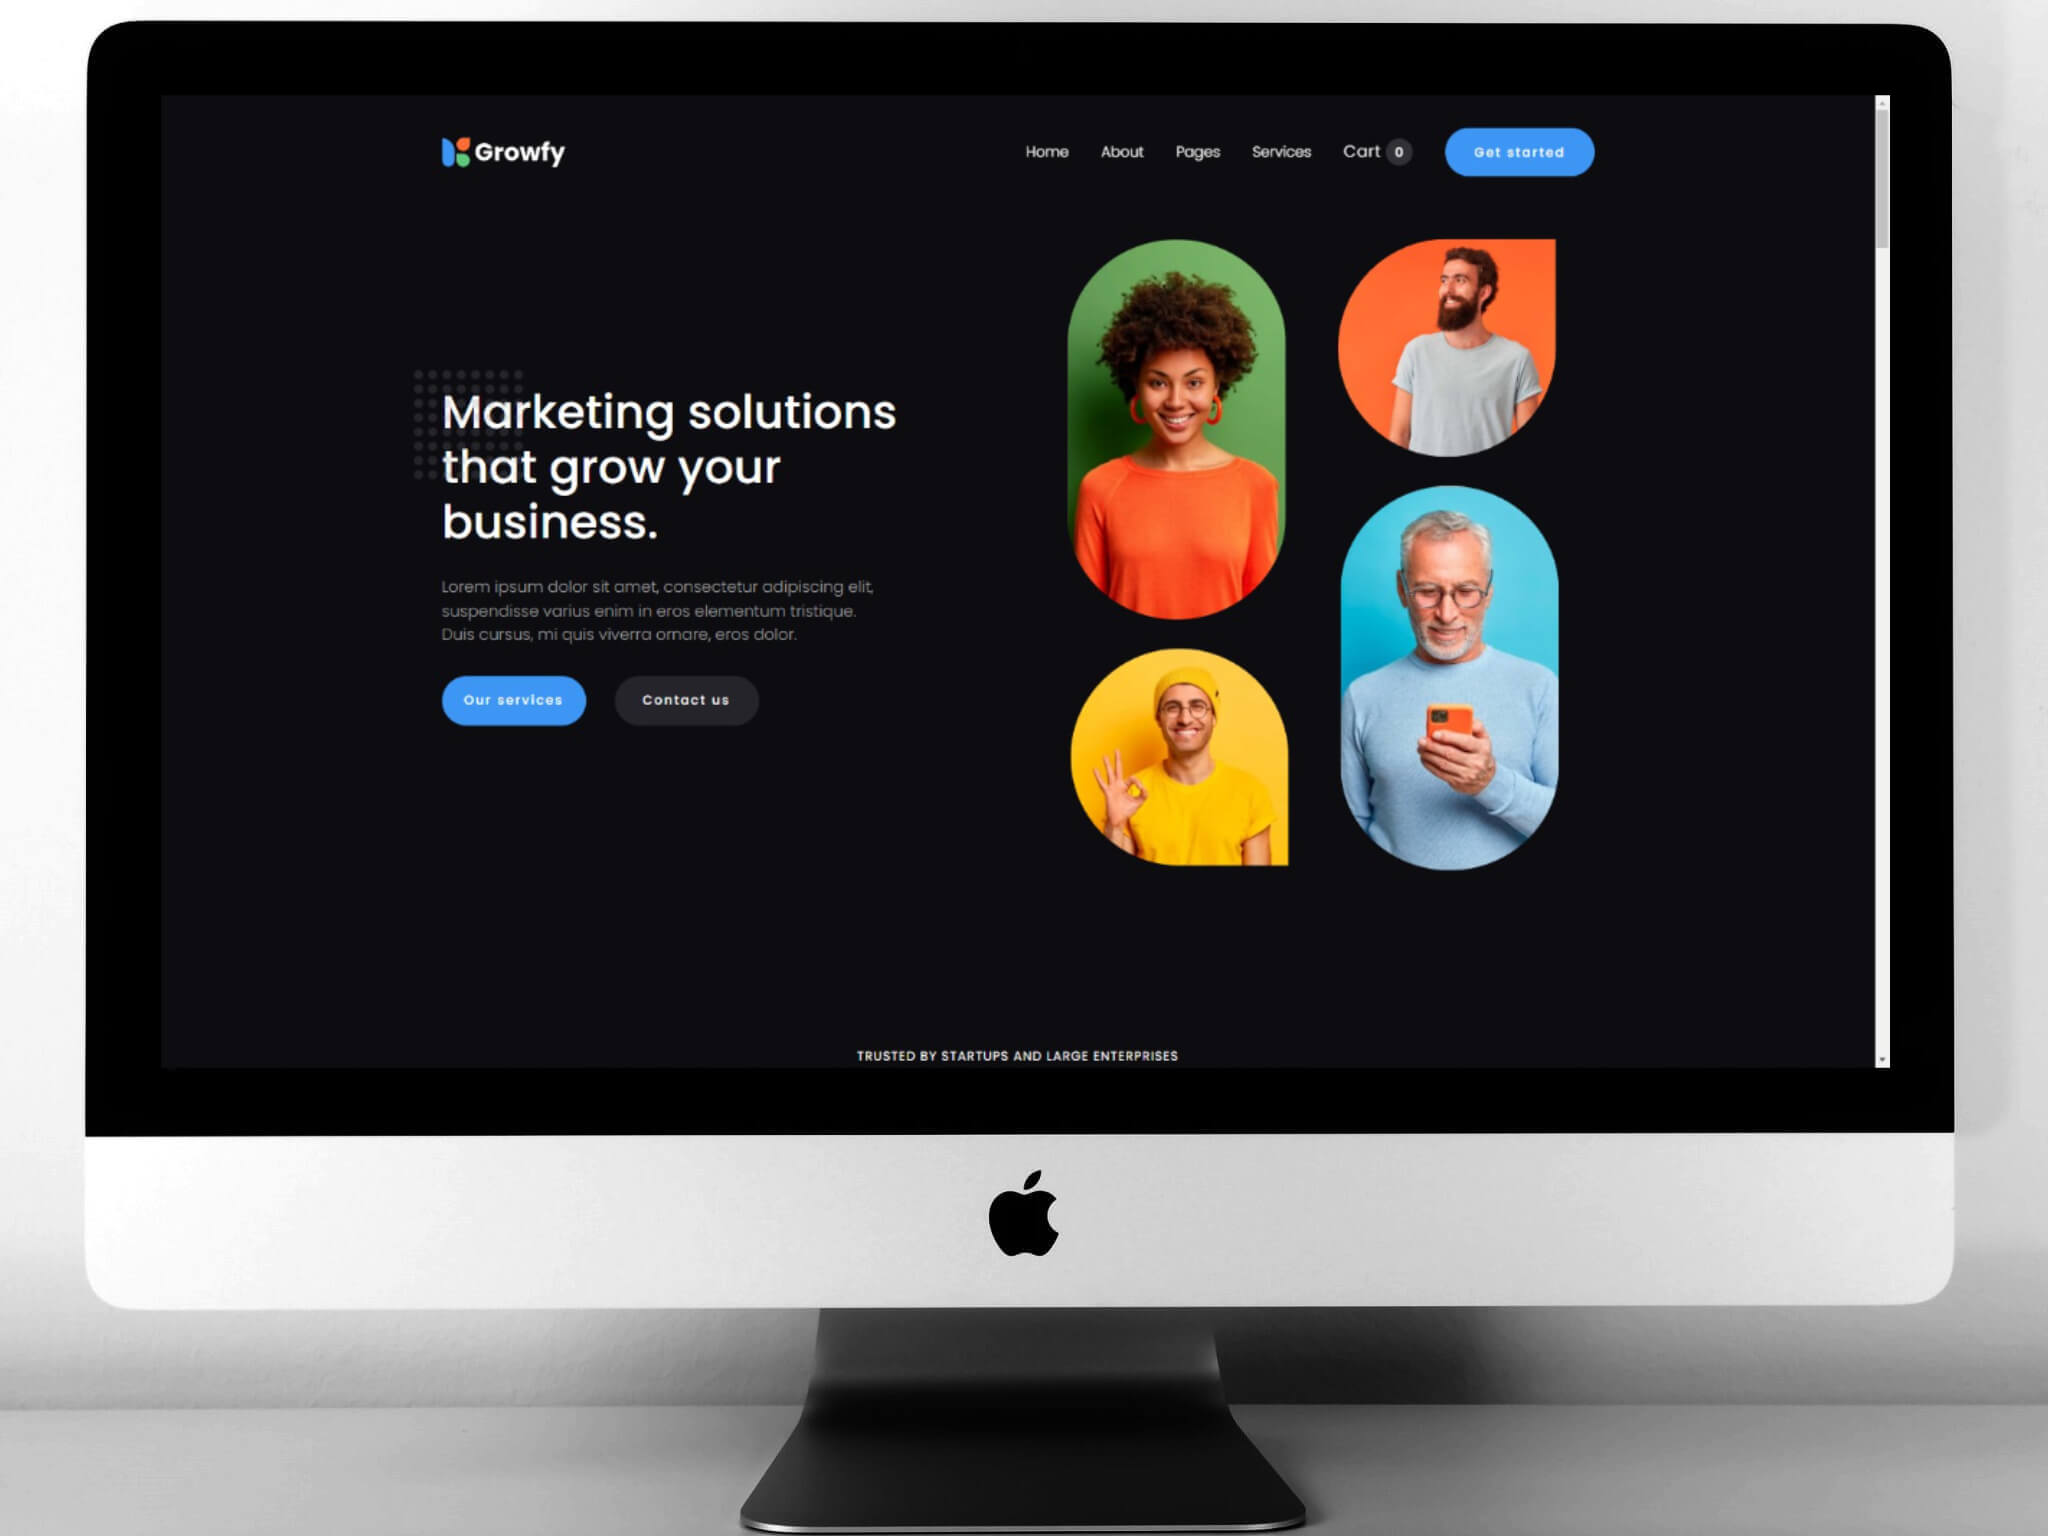 Growfy
Home About Pages Services Cart 0 Get started
Marketing solutions
that grow your
business.
Lorem ipsum dolor sit amet, consectetur adipiscing elit,
suspendisse varius enim in eros elementum tristique.
Duis cursus, mi quis viverra ornare, eros dolor.
Our services Contact us
TRUSTED BY STARTUPS AND LARGE ENTERPRISES